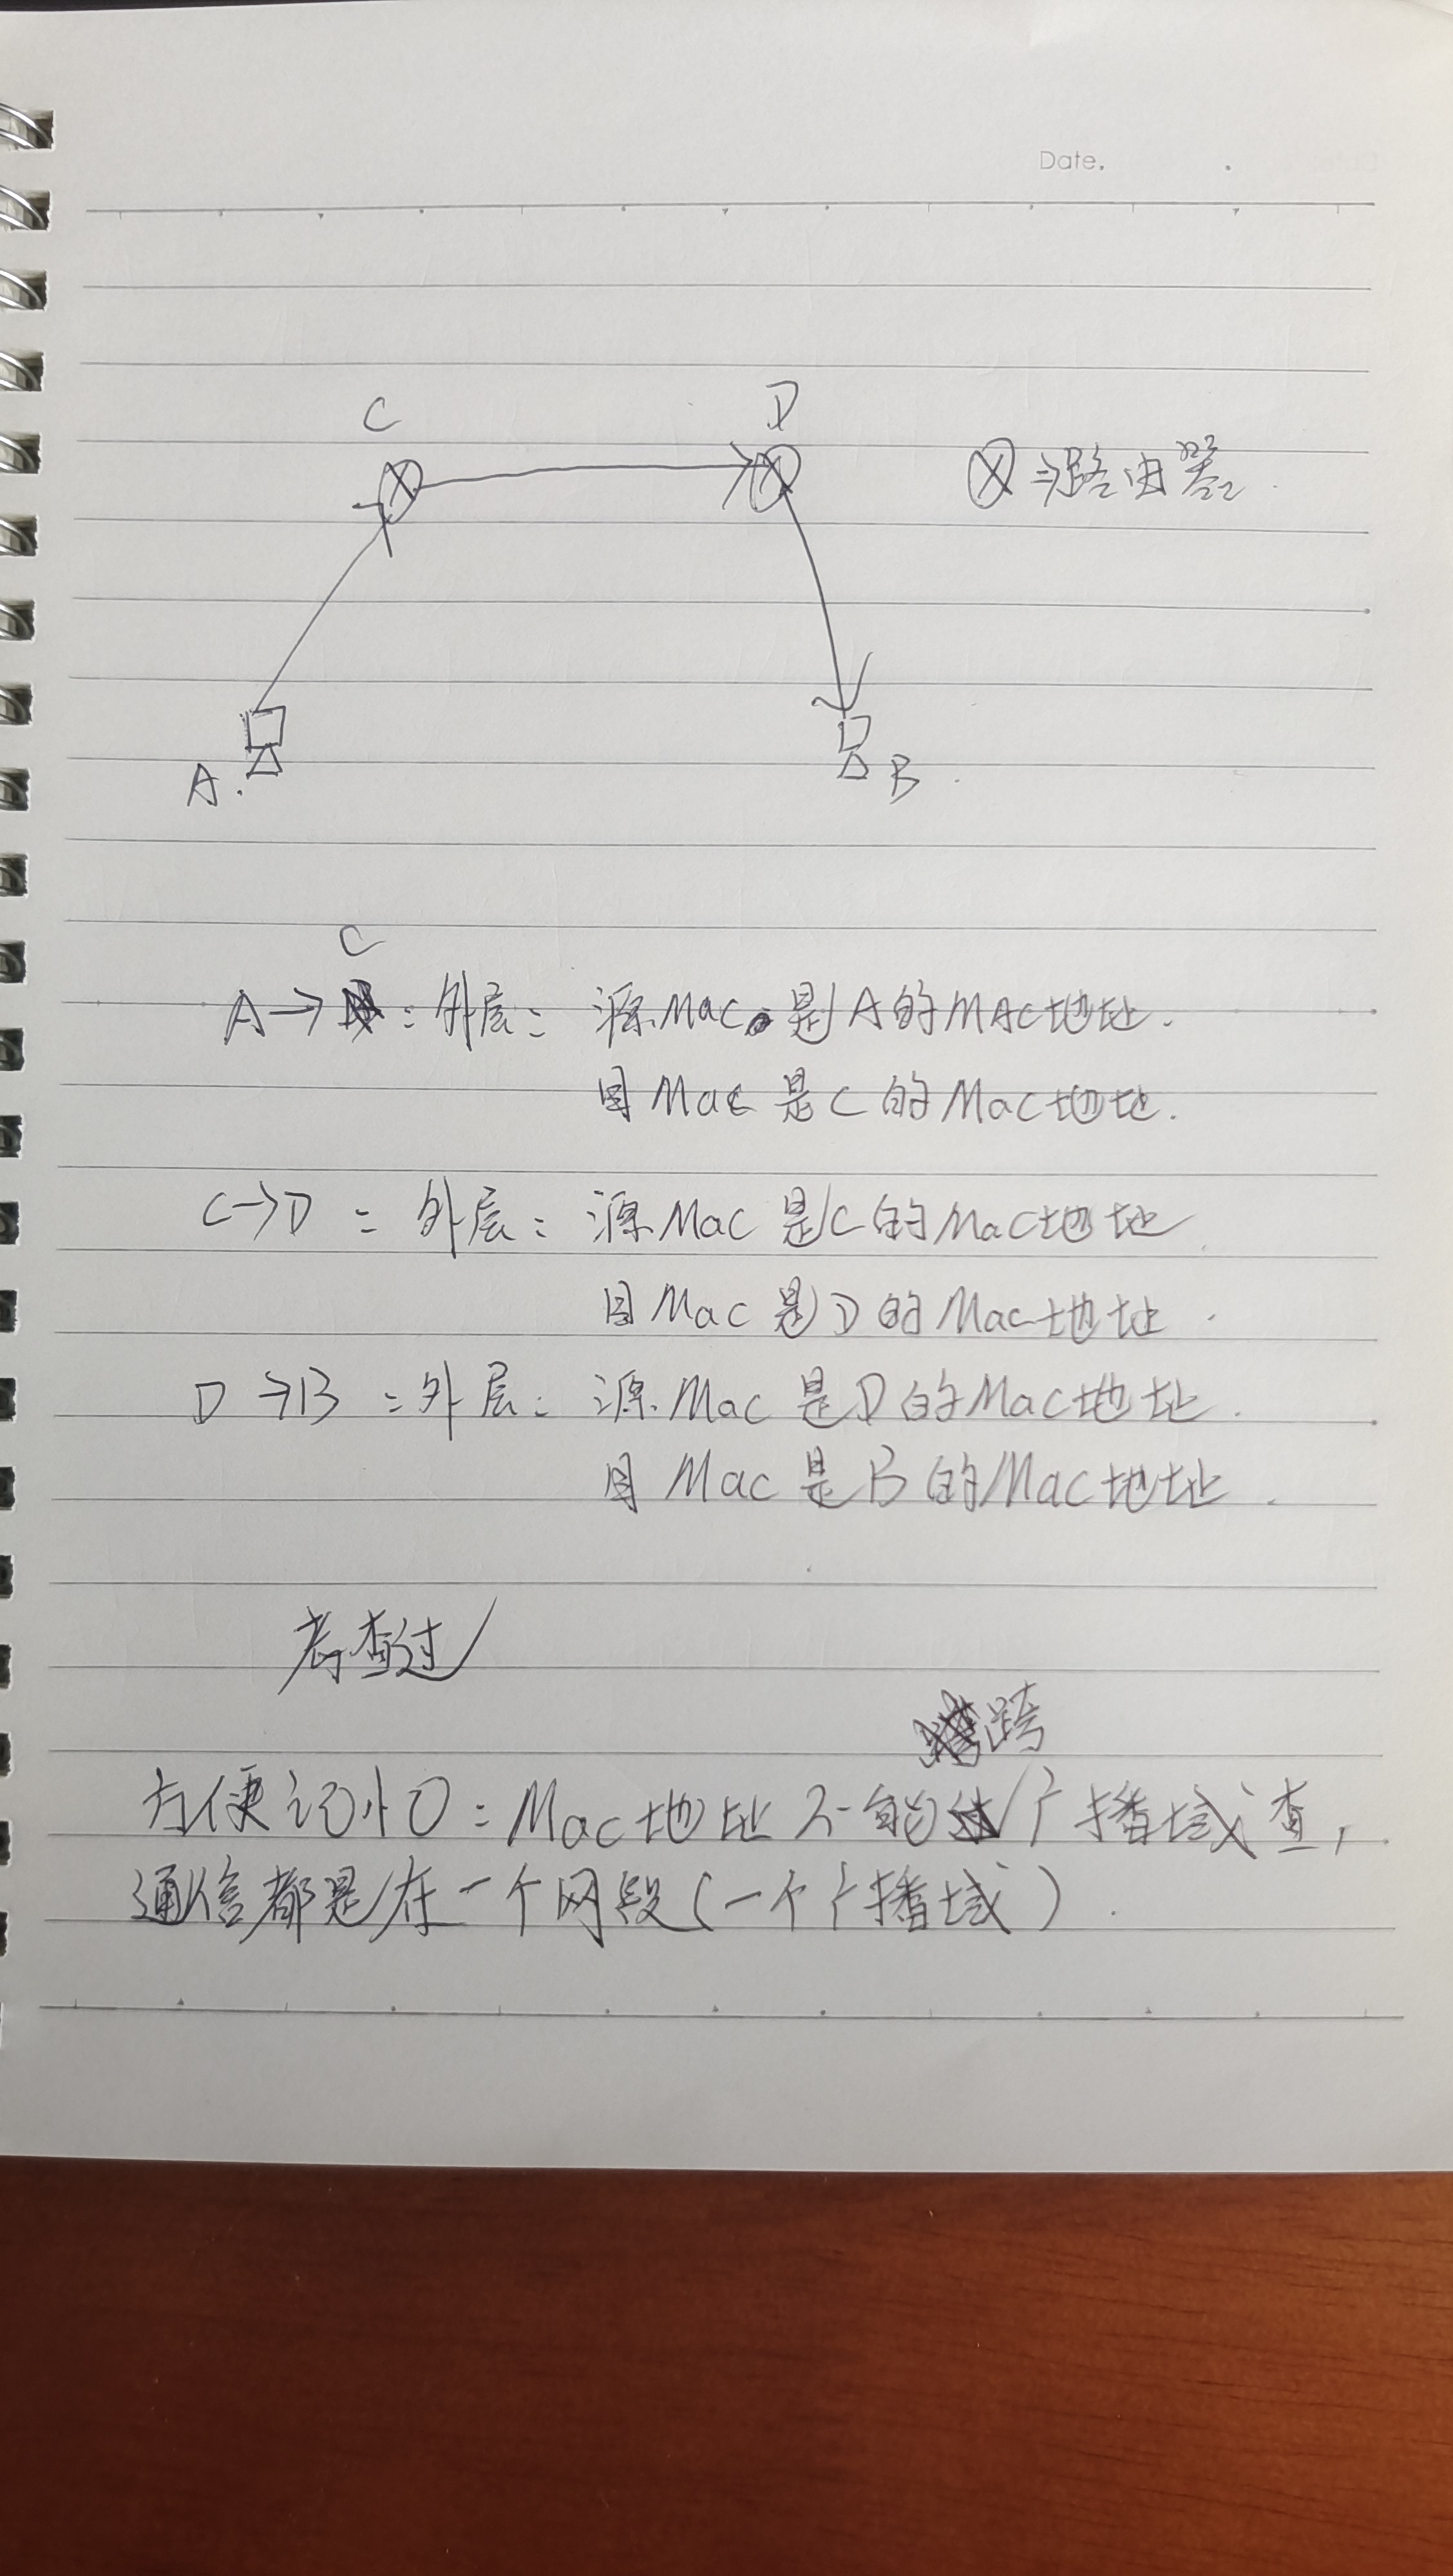 Date.
C
D
⊗⇒路由器.
A.
B.
C
A→ : 外层: 源Mac 是A的MAC地址.
目Mac 是C的Mac地址.
C→D : 外层: 源Mac 是C的Mac地址
目Mac 是D的Mac地址.
D→B : 外层: 源Mac 是D的Mac地址.
目Mac 是B的Mac地址.
考查过
跨
方便记忆: Mac地址不能 广播域查,
通信都是在一个网段(一个广播域).